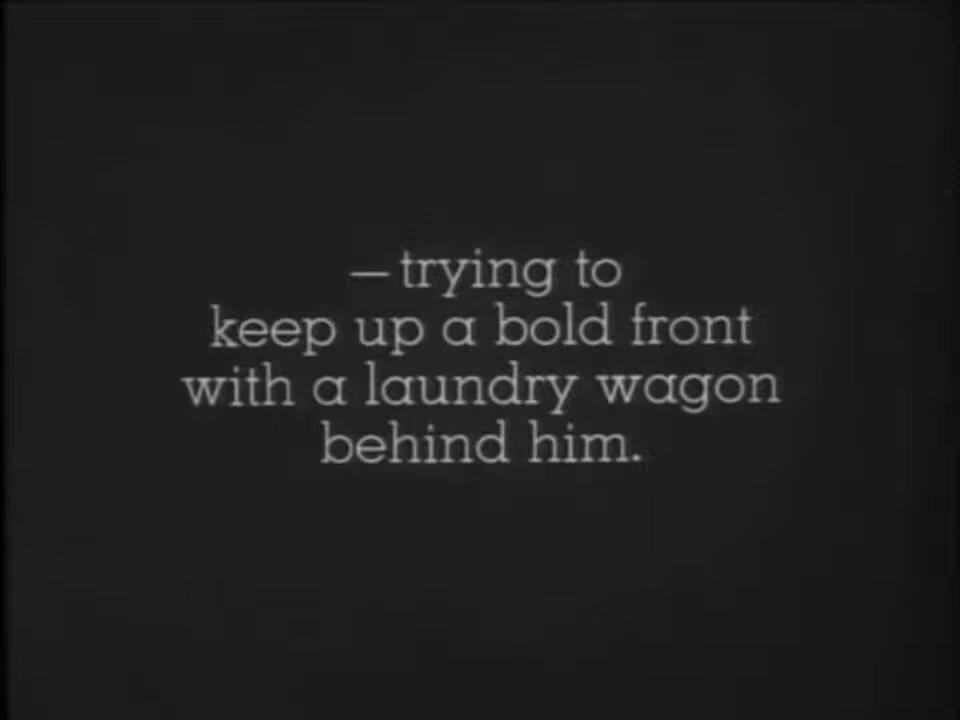 — trying to
keep up a bold front
with a laundry wagon
behind him.